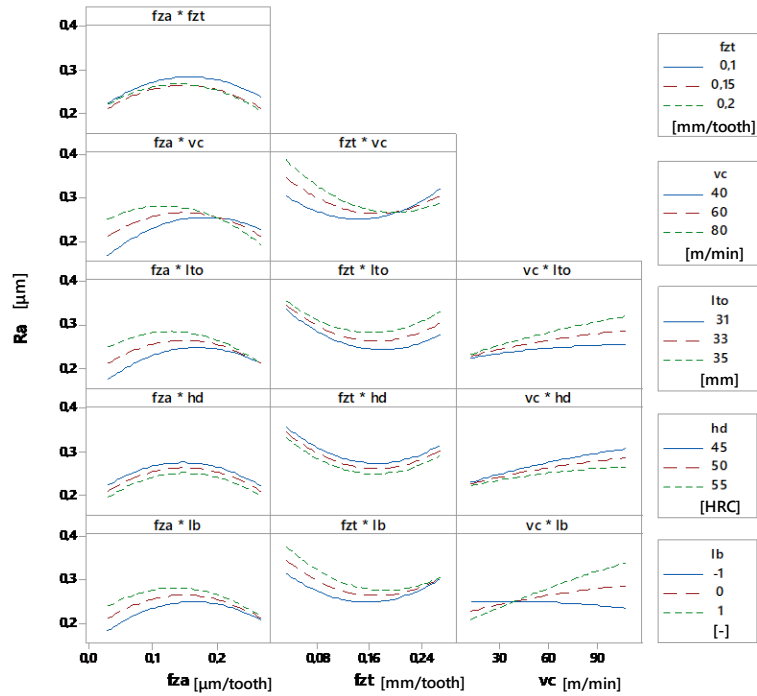 0,4
0,3
0,2
fza * fzt
fzt
0,1
0,15
0,2
[mm/tooth]
fza * vc
fzt * vc
0,4
0,3
0,2
vc
40
60
80
[m/min]
fza * lto
fzt * lto
vc * lto
0,4
0,3
0,2
lto
31
33
35
[mm]
fza * hd
fzt * hd
vc * hd
0,4
0,3
0,2
hd
45
50
55
[HRC]
fza * lb
fzt * lb
vc * lb
0,4
0,3
0,2
lb
-1
0
1
[-]
Ra [µm]
0,0 0,1 0,2
0,08 0,16 0,24
30 60 90
fza [µm/tooth]
fzt [mm/tooth]
vc [m/min]